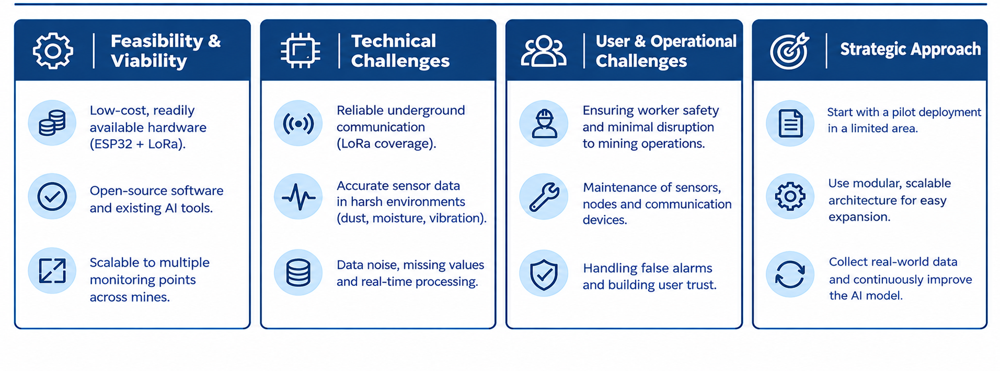 Feasibility &
Viability
Low-cost, readily
available hardware
(ESP32 + LoRa).
Open-source software
and existing AI tools.
Scalable to multiple
monitoring points
across mines.
Technical
Challenges
Reliable underground
communication
(LoRa coverage).
Accurate sensor data
in harsh environments
(dust, moisture, vibration).
Data noise, missing values
and real-time processing.
User & Operational
Challenges
Ensuring worker safety
and minimal disruption
to mining operations.
Maintenance of sensors,
nodes and communication
devices.
Handling false alarms
and building user trust.
Strategic Approach
Start with a pilot deployment
in a limited area.
Use modular, scalable
architecture for easy
expansion.
Collect real-world data
and continuously improve
the AI model.